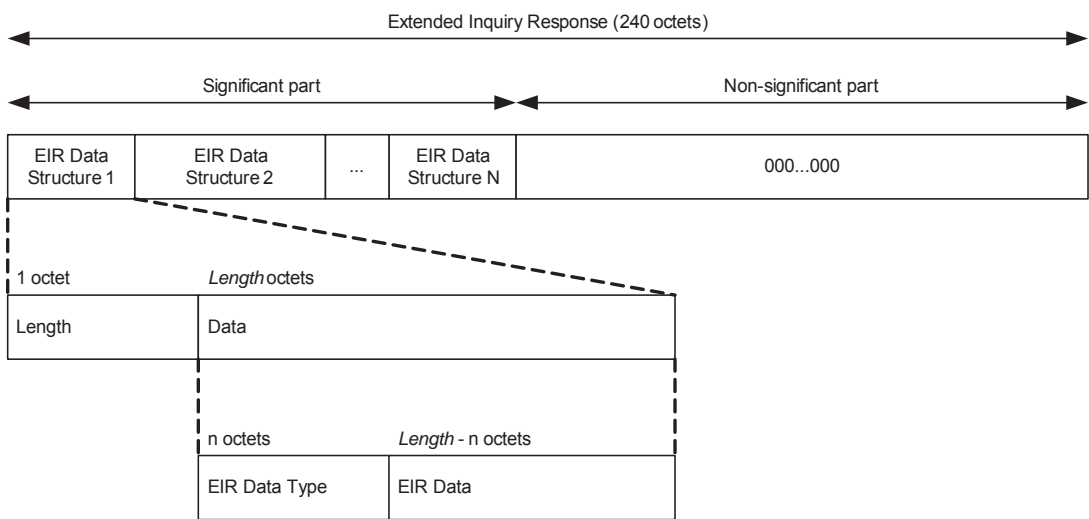 Extended Inquiry Response (240 octets)
Significant part
Non-significant part
EIR Data
Structure 1
EIR Data
Structure 2
...
EIR Data
Structure N
000...000
1 octet
Length octets
Length
Data
n octets
Length - n octets
EIR Data Type
EIR Data